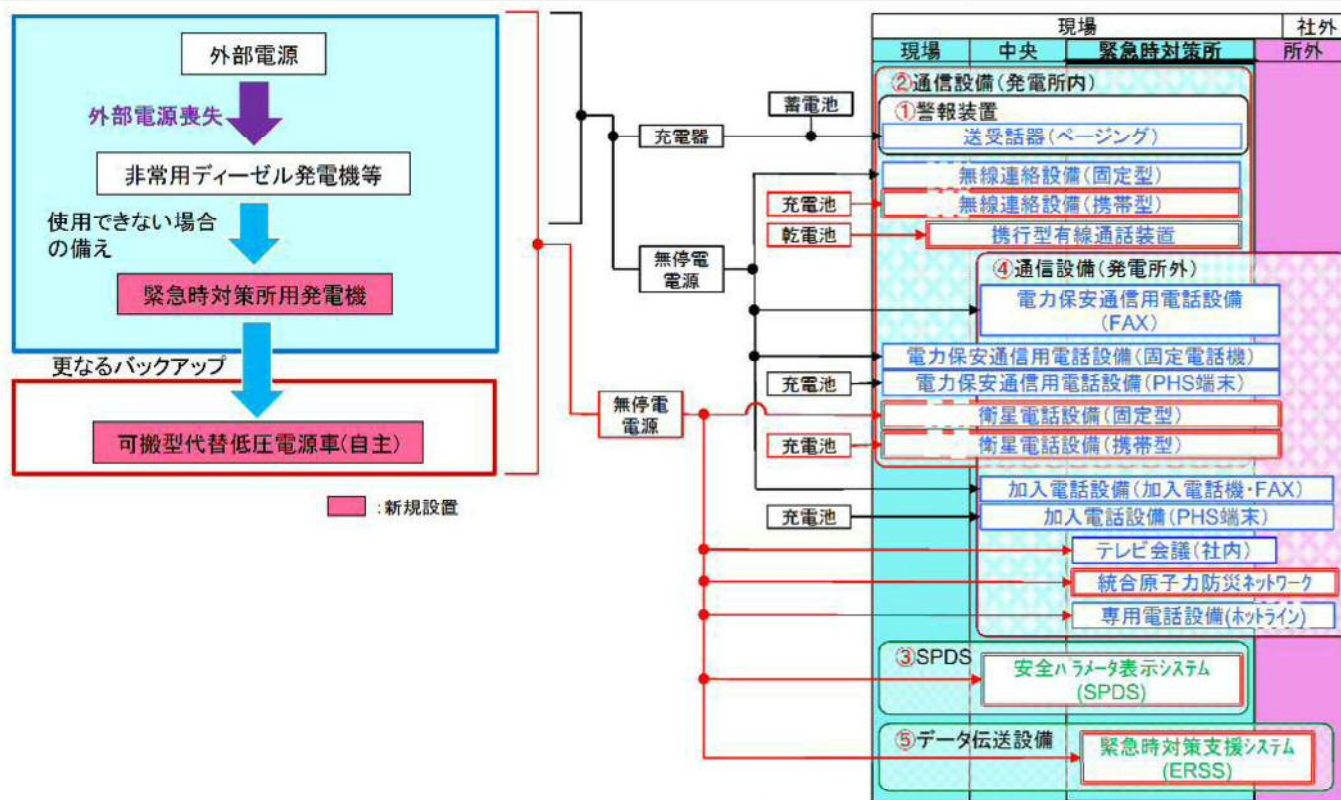 外部電源
外部電源喪失
非常用ディーゼル発電機等
使用できない場合
の備え
緊急時対策所用発電機
更なるバックアップ
可搬型代替低圧電源車(自主)
:新規設置
充電器
蓄電池
充電池
乾電池
無停電
電源
充電池
無停電
電源
充電池
充電池
現場
社外
現場
中央
緊急時対策所
所外
②通信設備(発電所内)
①警報装置
送受話器(ページング)
無線連絡設備(固定型)
無線連絡設備(携帯型)
携行型有線通話装置
④通信設備(発電所外)
電力保安通信用電話設備
(FAX)
電力保安通信用電話設備(固定電話機)
電力保安通信用電話設備(PHS端末)
衛星電話設備(固定型)
衛星電話設備(携帯型)
加入電話設備(加入電話機・FAX)
加入電話設備(PHS端末)
テレビ会議(社内)
統合原子力防災ネットワーク
専用電話設備(ホットライン)
③SPDS
安全パラメータ表示システム
(SPDS)
⑤データ伝送設備
緊急時対策支援システム
(ERSS)